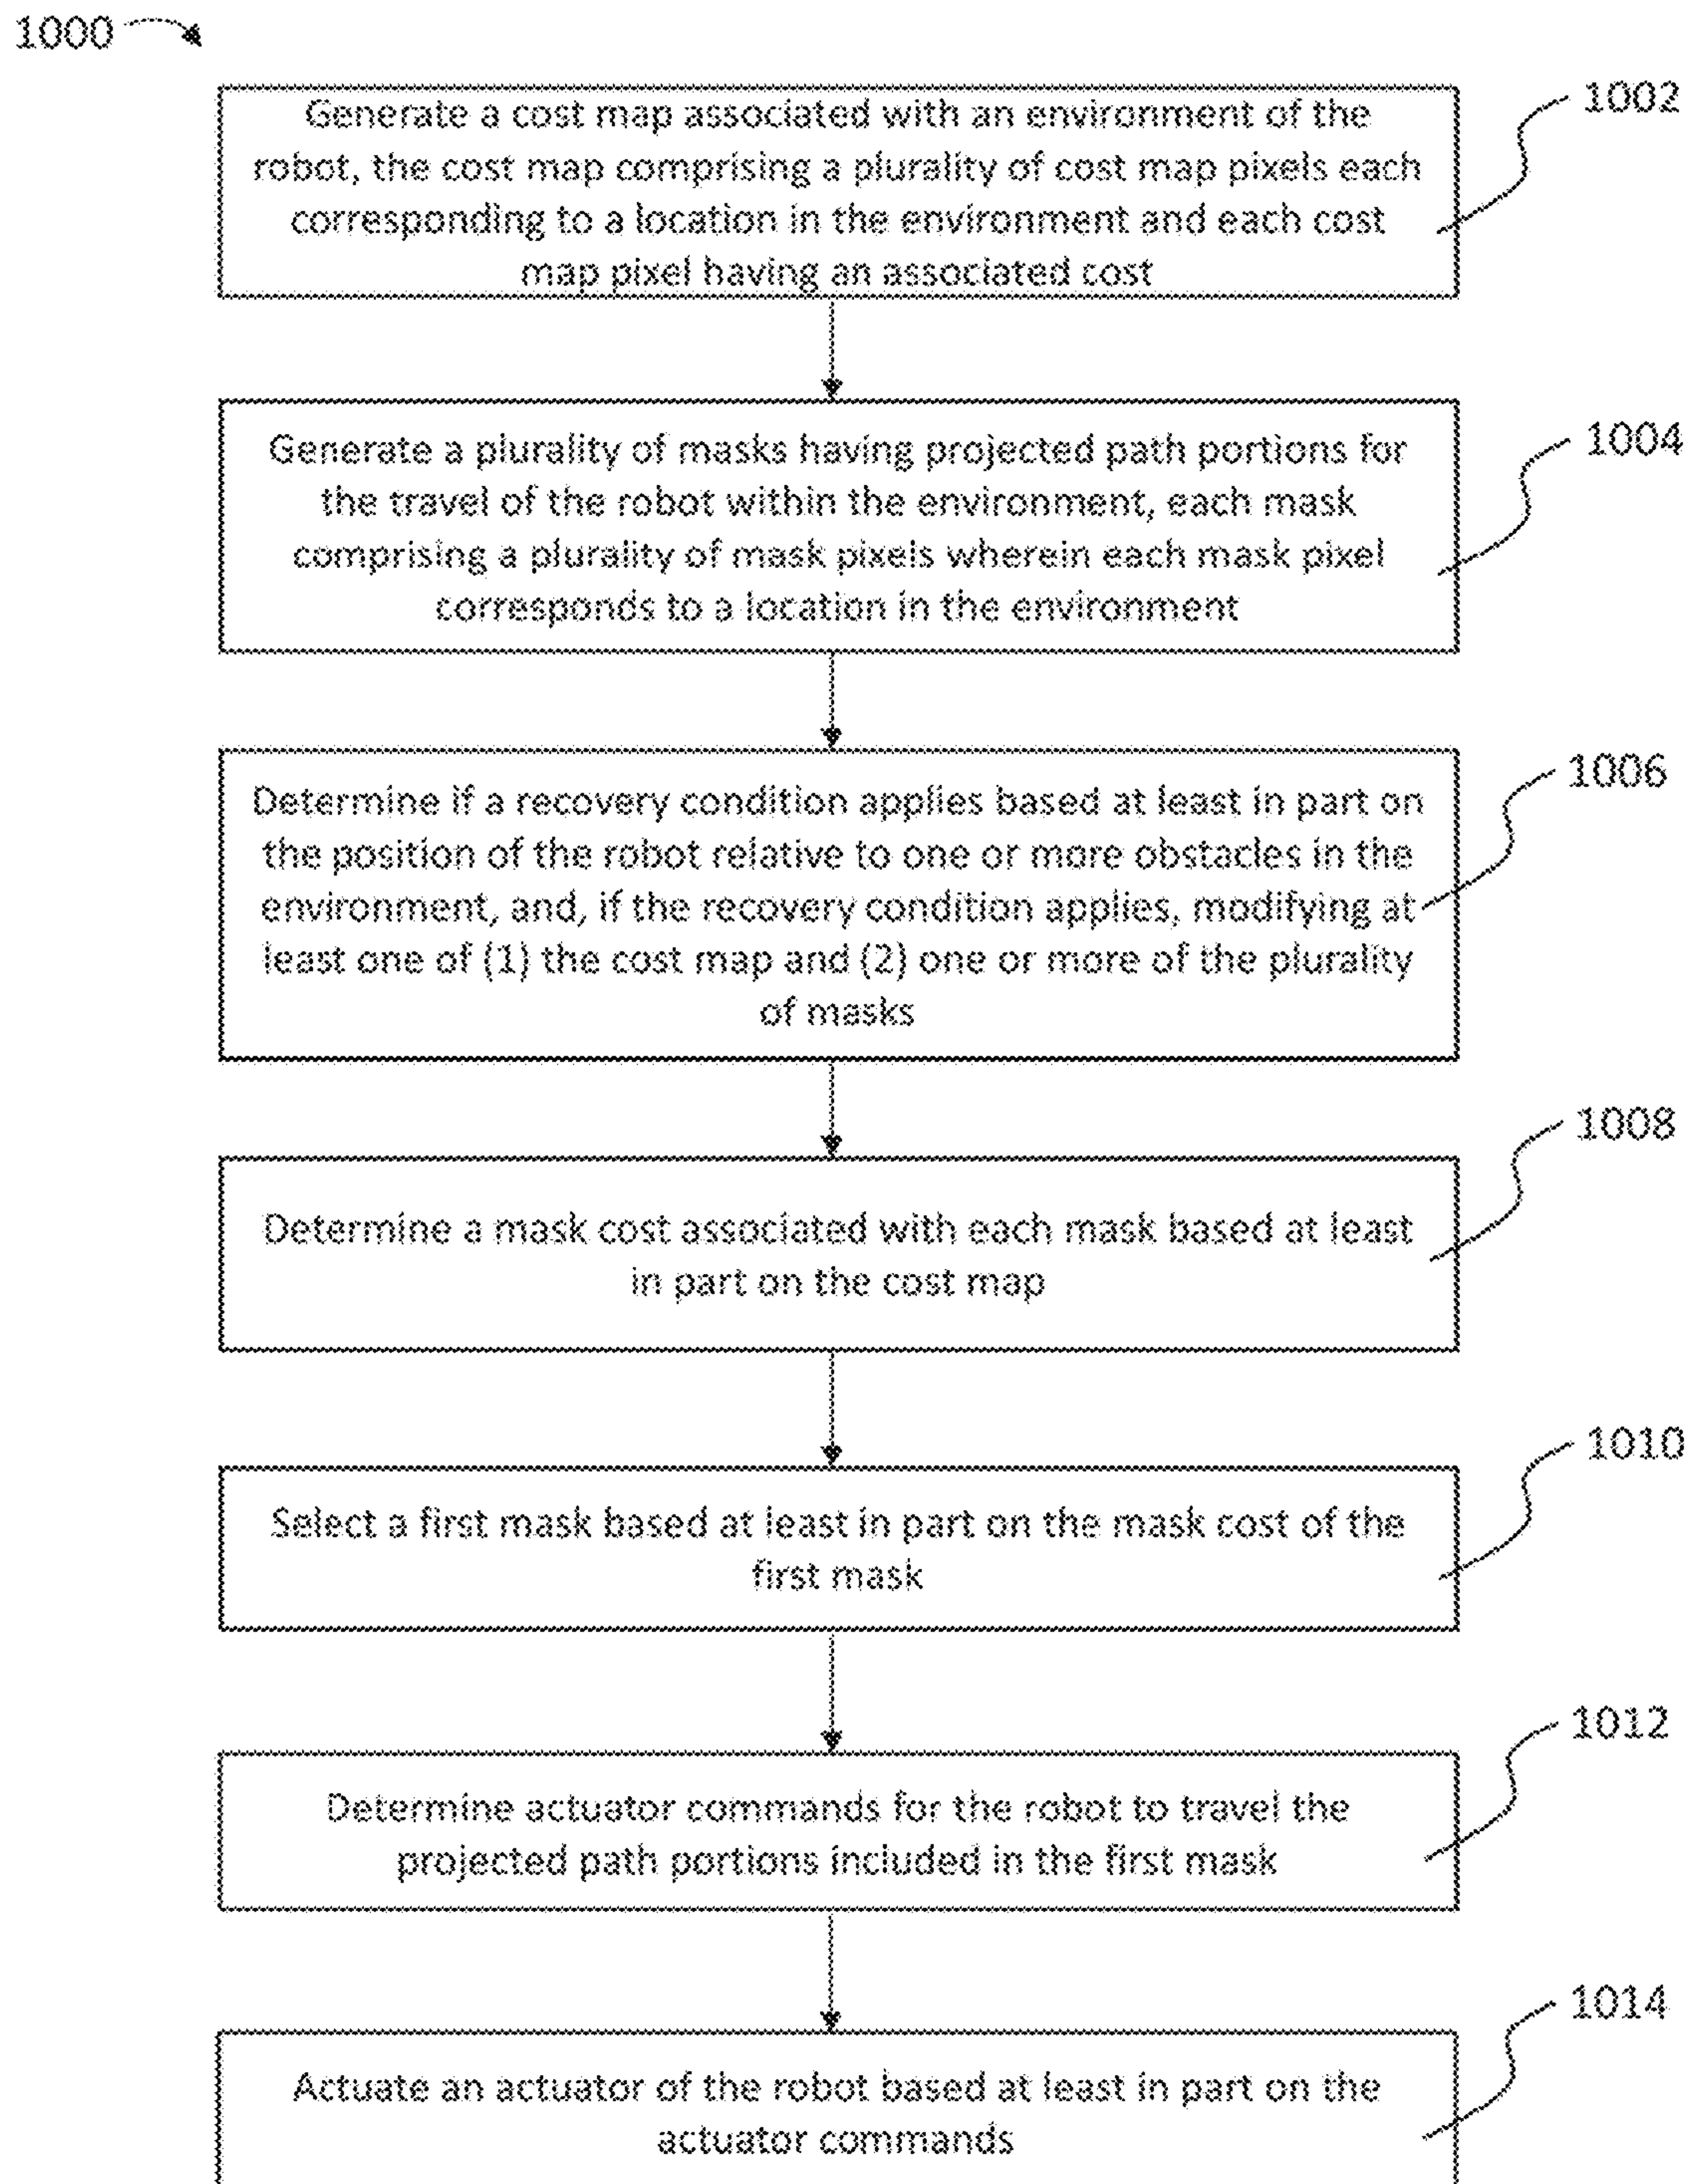 1000
Generate a cost map associated with an environment of the
robot, the cost map comprising a plurality of cost map pixels each
corresponding to a location in the environment and each cost
map pixel having an associated cost
1002
Generate a plurality of masks having projected path portions for
the travel of the robot within the environment, each mask
comprising a plurality of mask pixels wherein each mask pixel
corresponds to a location in the environment
1004
Determine if a recovery condition applies based at least in part on
the position of the robot relative to one or more obstacles in the
environment, and, if the recovery condition applies, modifying at
least one of (1) the cost map and (2) one or more of the plurality
of masks
1006
Determine a mask cost associated with each mask based at least
in part on the cost map
1008
Select a first mask based at least in part on the mask cost of the
first mask
1010
Determine actuator commands for the robot to travel the
projected path portions included in the first mask
1012
Actuate an actuator of the robot based at least in part on the
actuator commands
1014